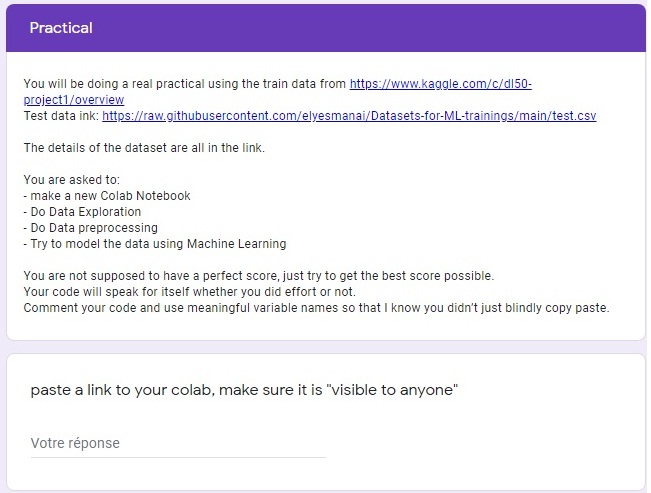 Practical
You will be doing a real practical using the train data from https://www.kaggle.com/c/dl50-
project1/overview
Test data ink: https://raw.githubusercontent.com/elyesmanai/Datasets-for-ML-trainings/main/test.csv
The details of the dataset are all in the link.
You are asked to:
- make a new Colab Notebook
- Do Data Exploration
- Do Data preprocessing
- Try to model the data using Machine Learning
You are not supposed to have a perfect score, just try to get the best score possible.
Your code will speak for itself whether you did effort or not.
Comment your code and use meaningful variable names so that I know you didn't just blindly copy paste.
paste a link to your colab, make sure it is "visible to anyone"
Votre réponse